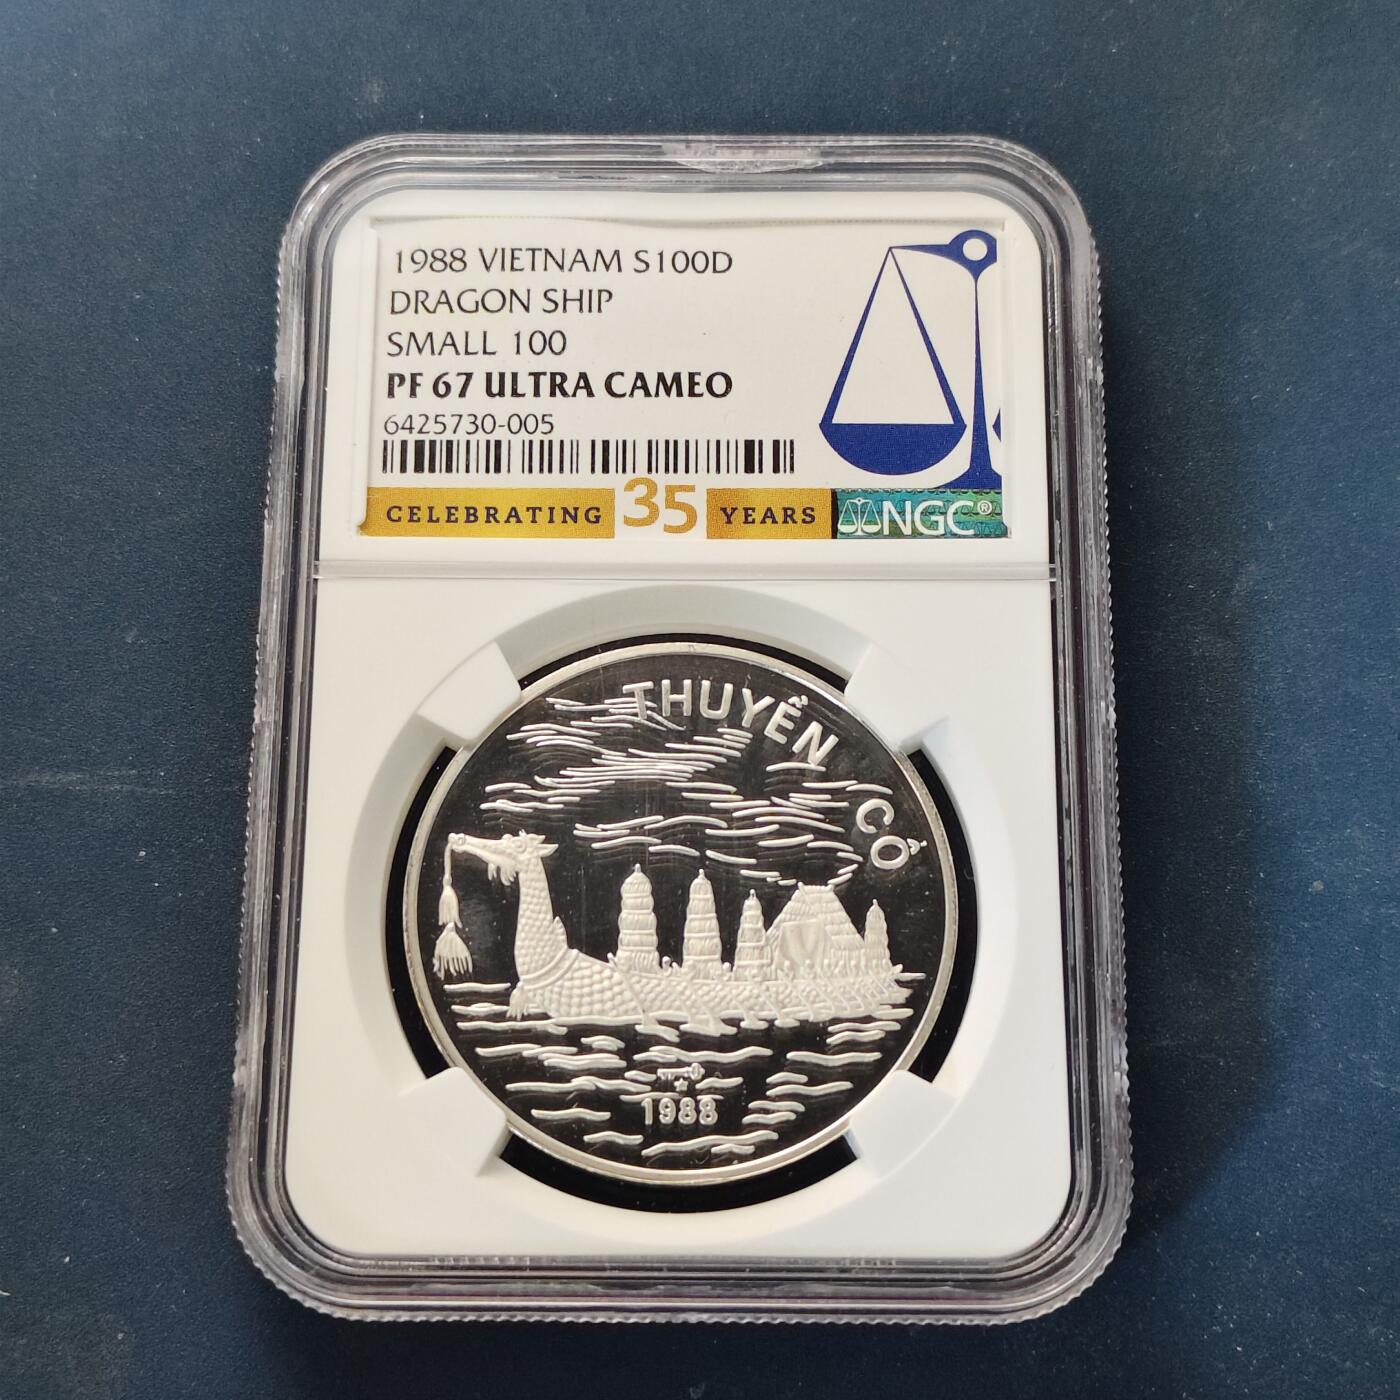 1988 VIETNAM S100D
DRAGON SHIP
SMALL 100
PF 67 ULTRA CAMEO
6425730-005
CELEBRATING 35 YEARS NGC®
THUYỀN CỔ
1988